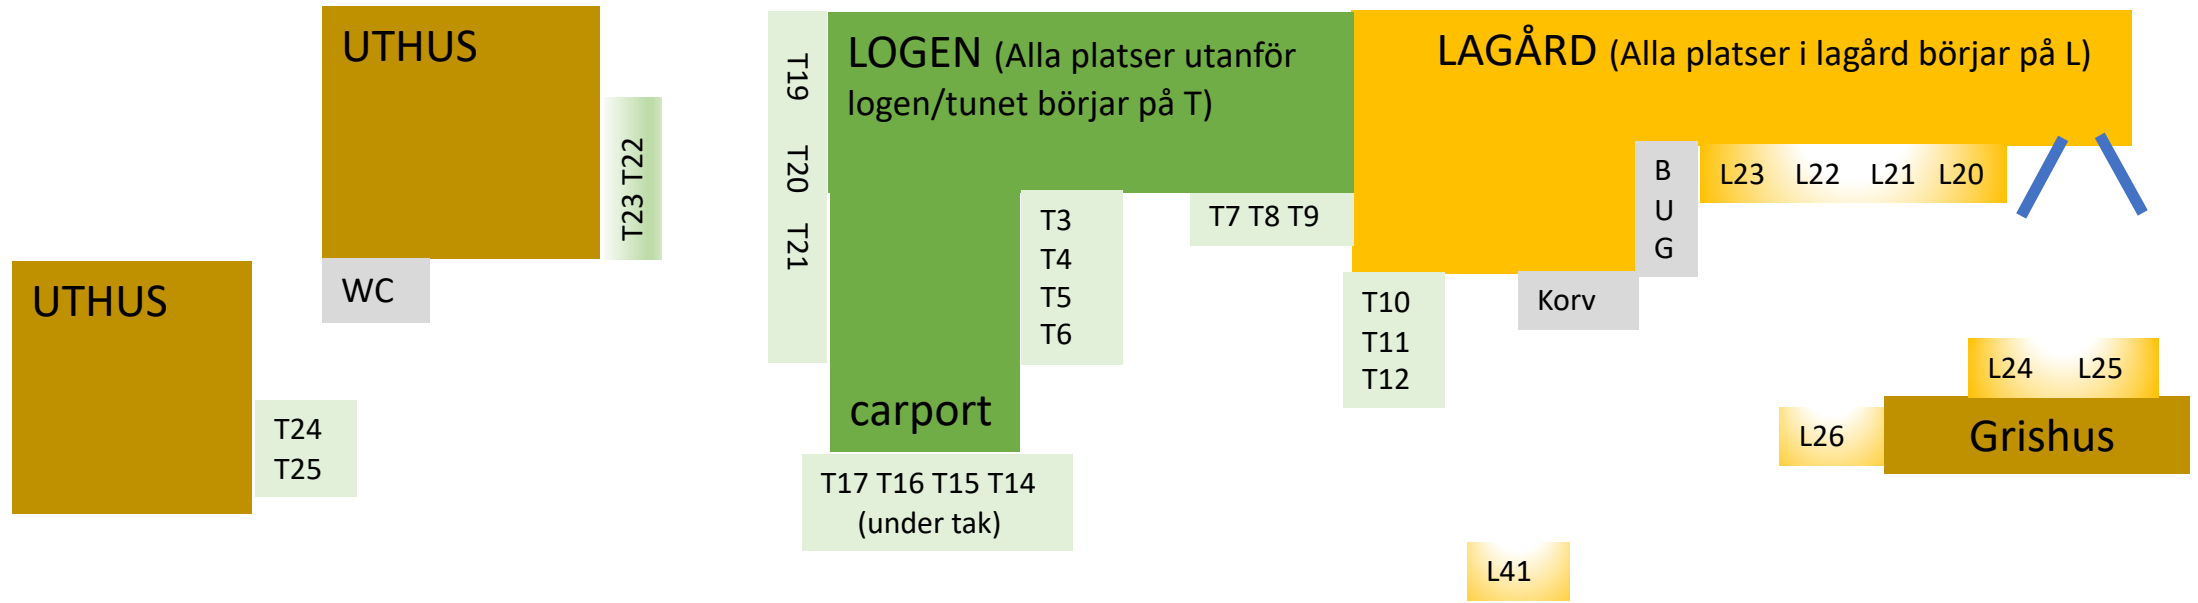 UTHUS
T23 T22
WC
UTHUS
T24
T25
T19 T20 T21
LOGEN (Alla platser utanför
logen/tunet börjar på T)
T3
T4
T5
T6
T7 T8 T9
carport
T17 T16 T15 T14
(under tak)
LAGÅRD (Alla platser i lagård börjar på L)
B
U
G
L23 L22 L21 L20
T10
T11
T12
Korv
L24 L25
L26
Grishus
L41